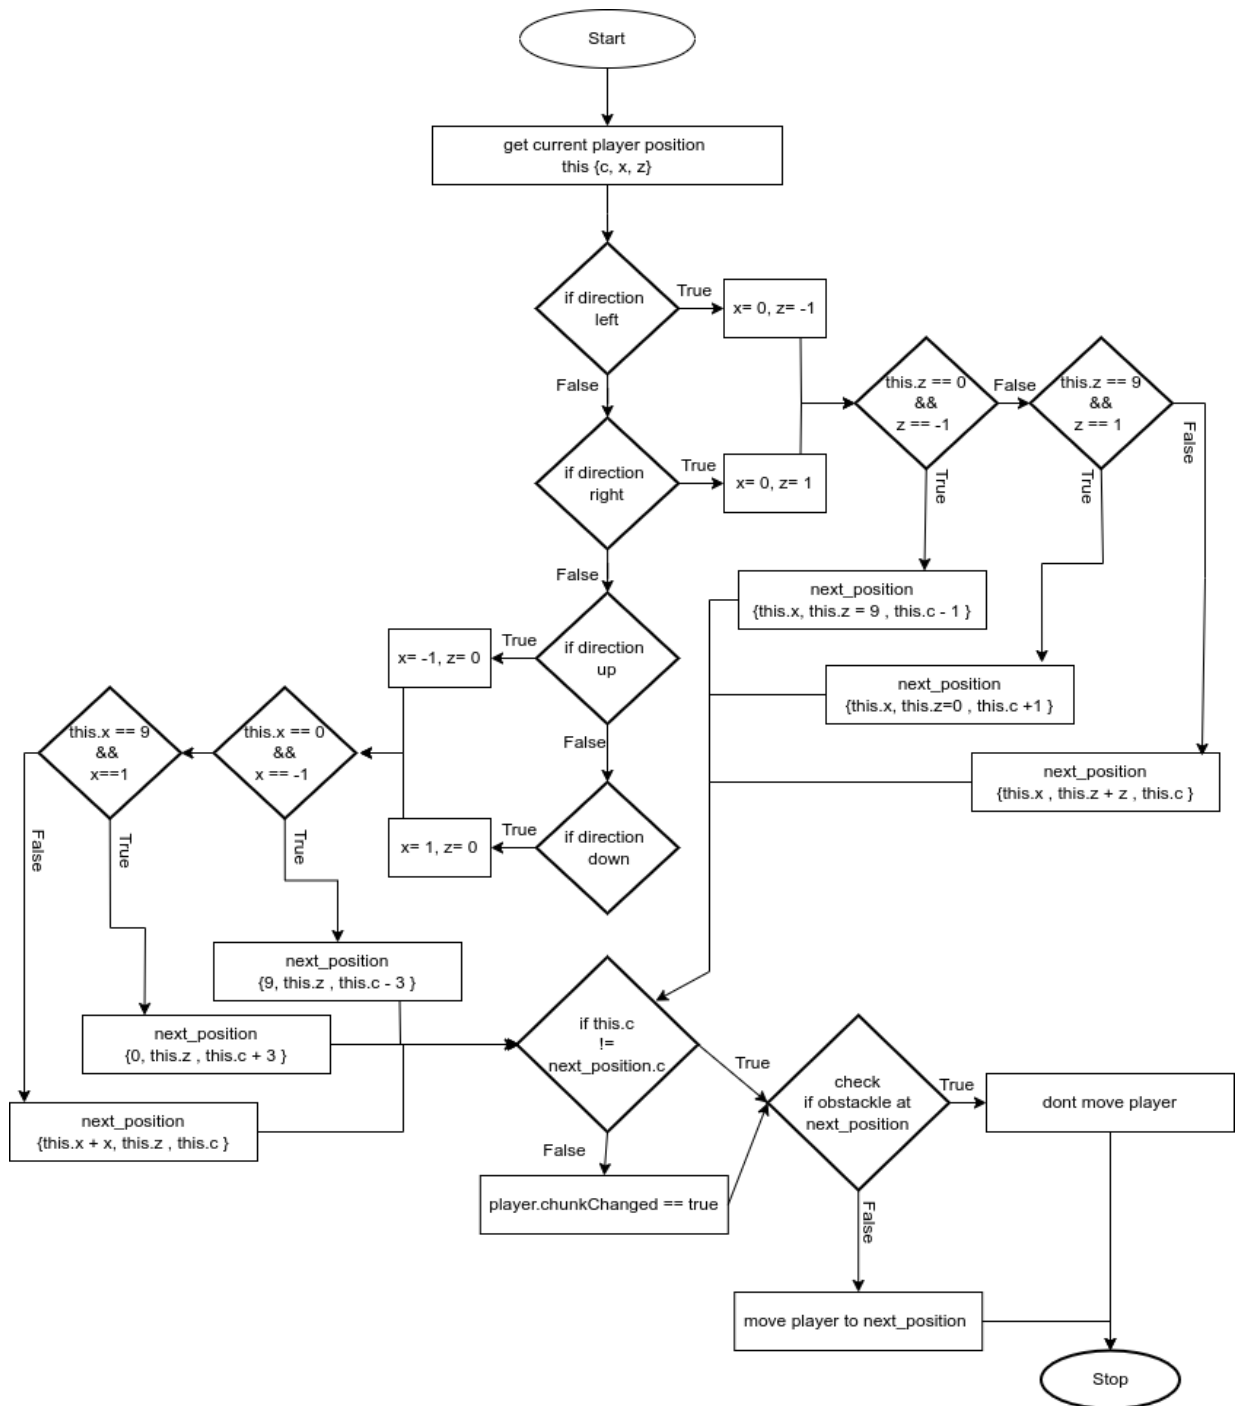 Start
get current player position
this {c, x, z}
if direction
left
True
x= 0, z= -1
False
this.z == 0
&&
z == -1
False
this.z == 9
&&
z == 1
False
True
True
if direction
right
True
x= 0, z= 1
False
next_position
{this.x, this.z = 9 , this.c - 1 }
next_position
{this.x, this.z=0 , this.c +1 }
next_position
{this.x , this.z + z , this.c }
if direction
up
True
x= -1, z= 0
False
if direction
down
True
x= 1, z= 0
this.x == 0
&&
x == -1
this.x == 9
&&
x==1
False
True
True
next_position
{9, this.z , this.c - 3 }
next_position
{0, this.z , this.c + 3 }
next_position
{this.x + x, this.z , this.c }
if this.c
!=
next_position.c
True
False
player.chunkChanged == true
check
if obstackle at
next_position
True
dont move player
False
move player to next_position
Stop